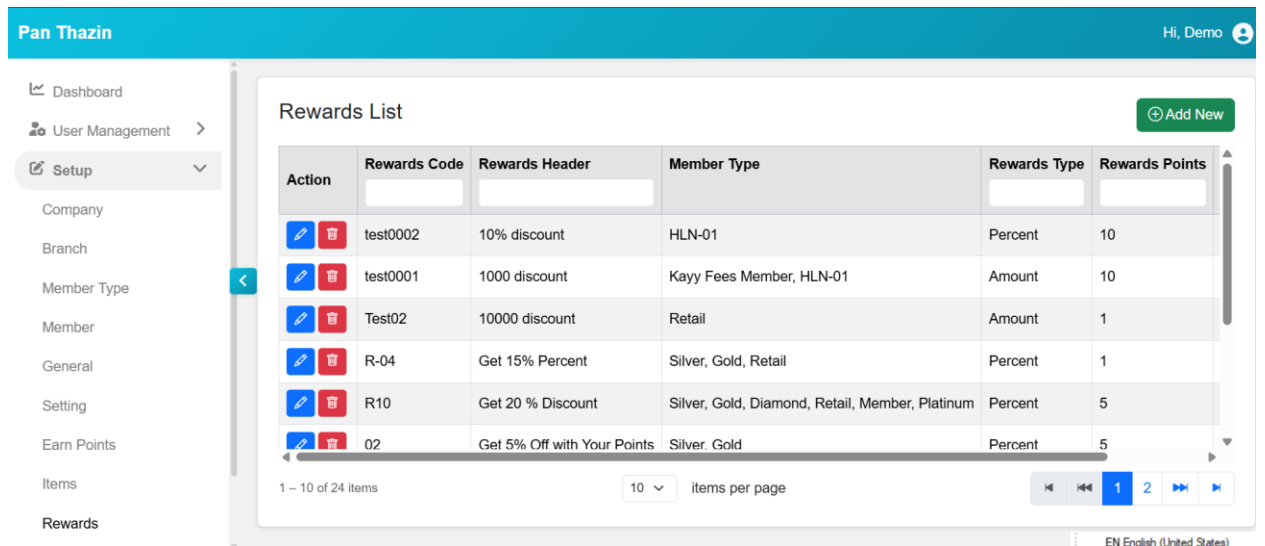 Pan Thazin
Hi, Demo
Dashboard
User Management
Setup
Company
Branch
Member Type
Member
General
Setting
Earn Points
Items
Rewards
Rewards List
Add New
Action Rewards Code Rewards Header Member Type Rewards Type Rewards Points
test0002 10% discount HLN-01 Percent 10
test0001 1000 discount Kayy Fees Member, HLN-01 Amount 10
Test02 10000 discount Retail Amount 1
R-04 Get 15% Percent Silver, Gold, Retail Percent 1
R10 Get 20 % Discount Silver, Gold, Diamond, Retail, Member, Platinum Percent 5
02 Get 5% Off with Your Points Silver, Gold Percent 5
1 – 10 of 24 items 10 items per page 1 2
EN English (United States)